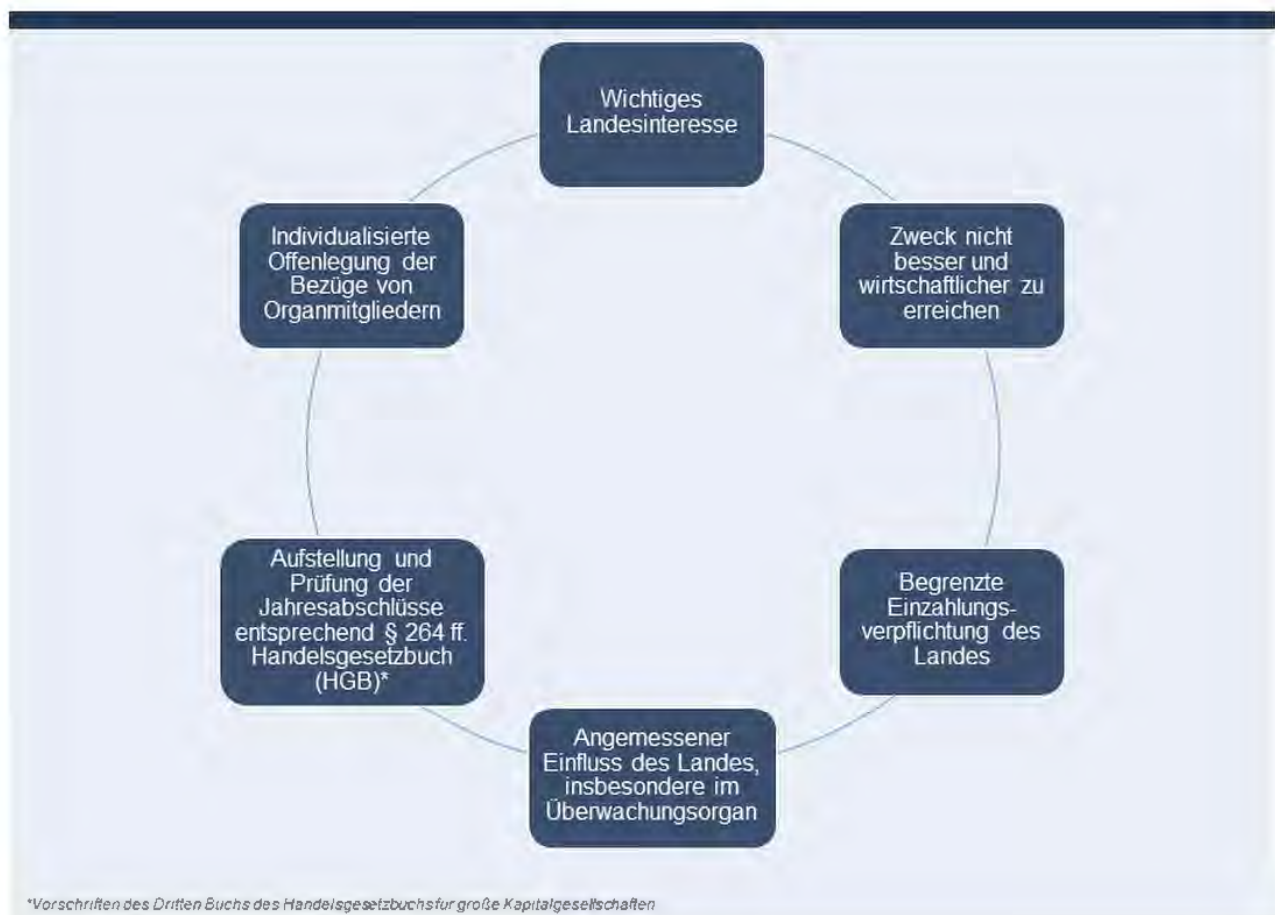 Wichtiges
Landesinteresse
Zweck nicht
besser und
wirtschaftlicher zu
erreichen
Begrenzte
Einzahlungs-
verpflichtung des
Landes
Angemessener
Einfluss des Landes,
insbesondere im
Überwachungsorgan
Aufstellung und
Prüfung der
Jahresabschlüsse
entsprechend § 264 ff.
Handelsgesetzbuch
(HGB)*
Individualisierte
Offenlegung der
Bezüge von
Organmitgliedern
*Vorschriften des Dritten Buchs des Handelsgesetzbuchs für große Kapitalgesellschaften